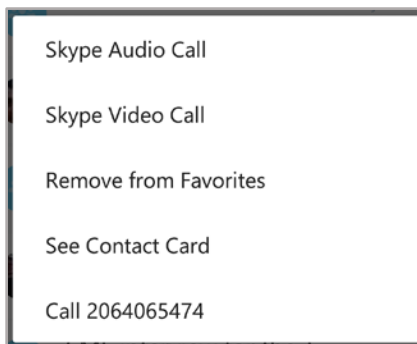 Skype Audio Call
Skype Video Call
Remove from Favorites
See Contact Card
Call 2064065474